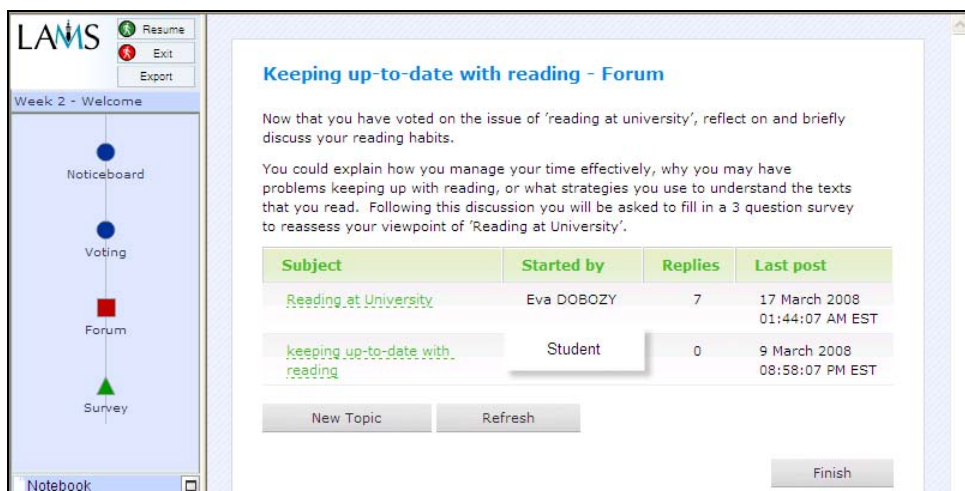 LAMS
Resume
Exit
Export
Week 2 - Welcome
Noticeboard
Voting
Forum
Survey
Notebook
Keeping up-to-date with reading - Forum
Now that you have voted on the issue of 'reading at university', reflect on and briefly
discuss your reading habits.
You could explain how you manage your time effectively, why you may have
problems keeping up with reading, or what strategies you use to understand the texts
that you read. Following this discussion you will be asked to fill in a 3 question survey
to reassess your viewpoint of 'Reading at University'.
Subject Started by Replies Last post
Reading at University Eva DOBOZY 7 17 March 2008
01:44:07 AM EST
keeping up-to-date with Student 0 9 March 2008
reading 08:58:07 PM EST
New Topic Refresh
Finish